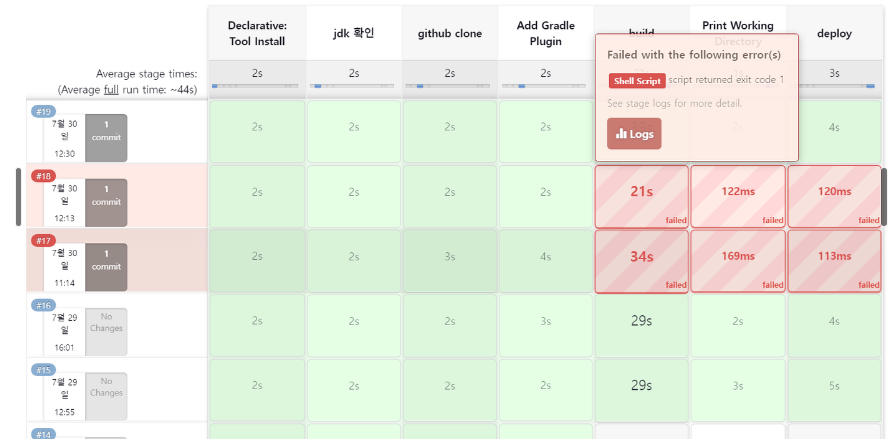 Declarative:
Tool Install
jdk 확인
github clone
Add Gradle
Plugin
build
Print Working
Directory
deploy
Average stage times:
(Average full run time: ~44s)
2s
2s
2s
2s
3s
Failed with the following error(s)
Shell Script script returned exit code 1
See stage logs for more detail.
Logs
#19
7월 30
일
12:30
1
commit
2s
2s
2s
2s
4s
#18
7월 30
일
12:13
1
commit
2s
2s
2s
2s
21s
failed
122ms
failed
120ms
failed
#17
7월 30
일
11:14
1
commit
2s
2s
3s
4s
34s
failed
169ms
failed
113ms
failed
#16
7월 29
일
16:01
No
Changes
2s
2s
2s
3s
29s
2s
4s
#15
7월 29
일
12:55
No
Changes
2s
2s
2s
2s
29s
3s
5s
#14